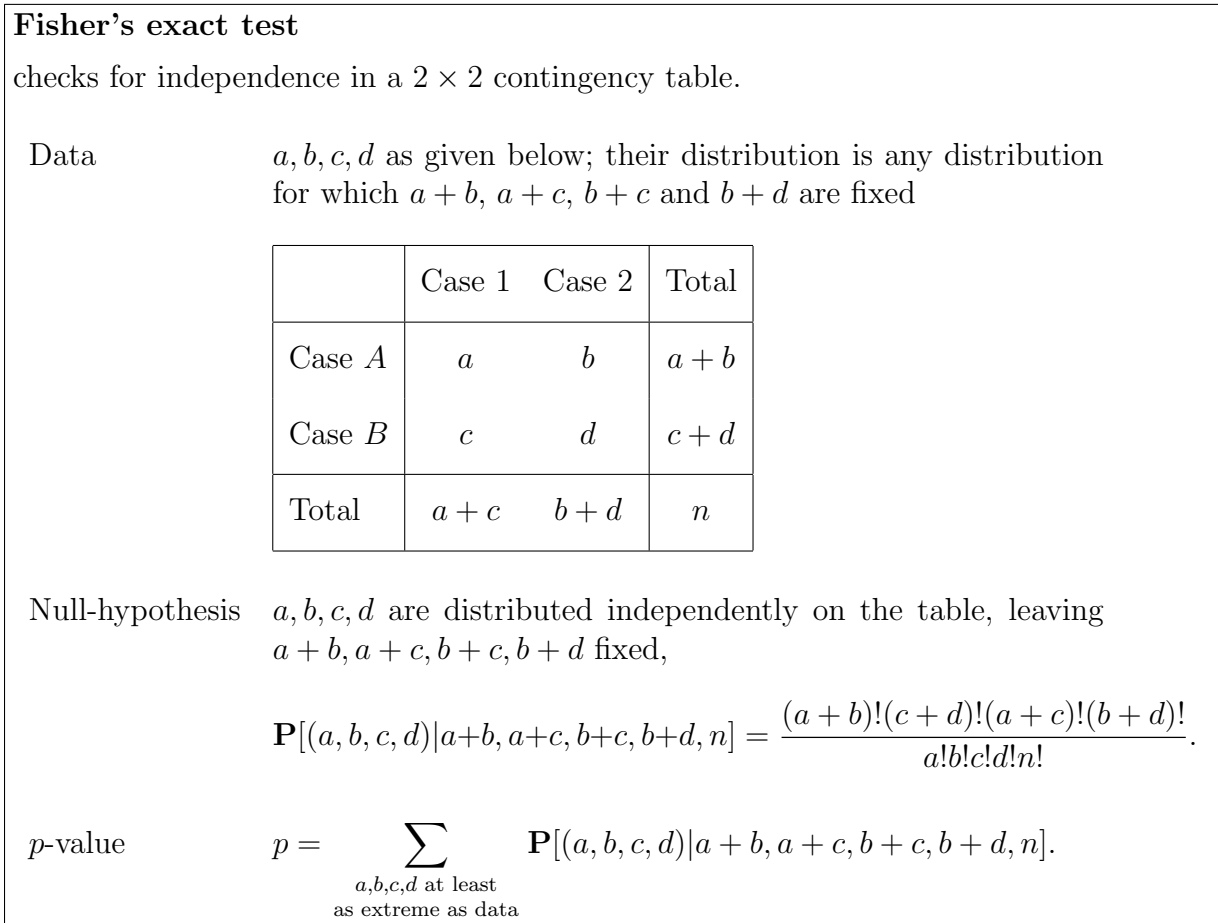 Fisher's exact test
checks for independence in a 2 × 2 contingency table.
Data a, b, c, d as given below; their distribution is any distribution
for which a + b, a + c, b + c and b + d are fixed
Case 1 Case 2 Total
Case A a b a + b
Case B c d c + d
Total a + c b + d n
Null-hypothesis a, b, c, d are distributed independently on the table, leaving
a + b, a + c, b + c, b + d fixed,
P[(a, b, c, d)|a+b, a+c, b+c, b+d, n] = (a + b)!(c + d)!(a + c)!(b + d)! / a!b!c!d!n! .
p-value p = ∑ P[(a, b, c, d)|a + b, a + c, b + c, b + d, n].
a,b,c,d at least
as extreme as data